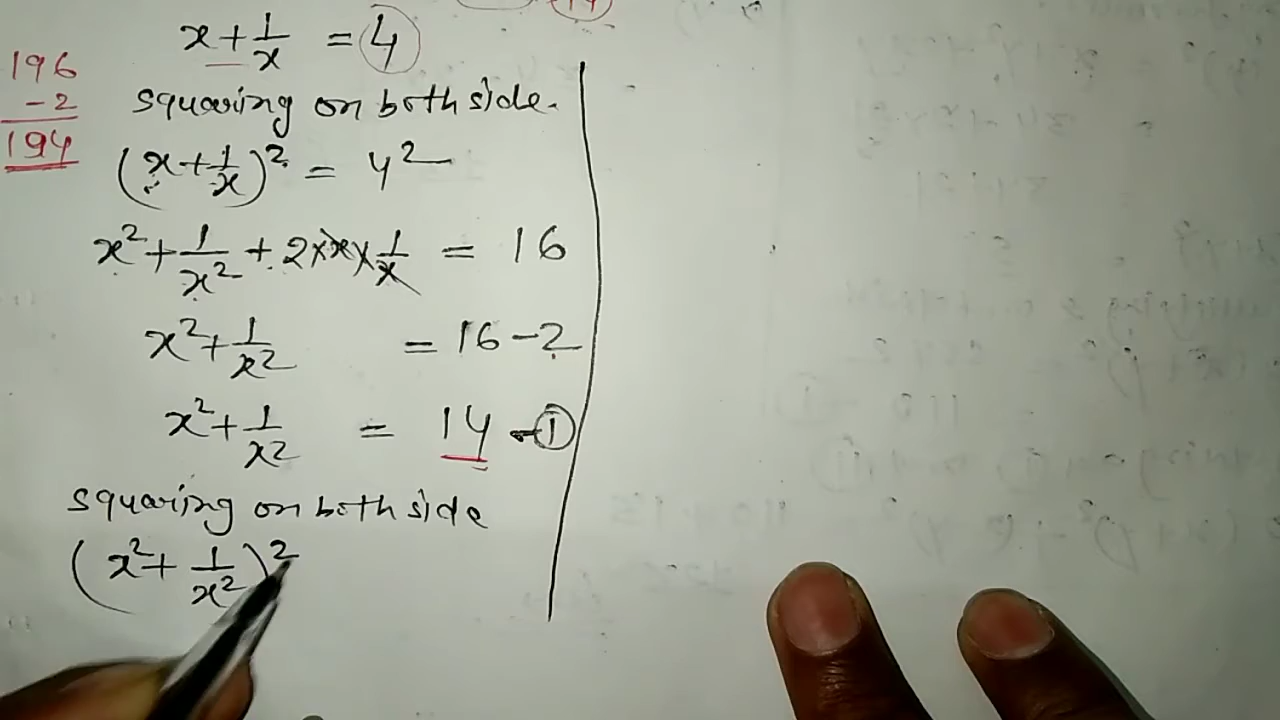 x + 1/x = 4
196
- 2
194
squaring on both side.
(x + 1/x)² = 4²
x² + 1/x² + 2 × x × 1/x = 16
x² + 1/x² = 16 - 2
x² + 1/x² = 14 - ①
squaring on both side
(x² + 1/x²)²